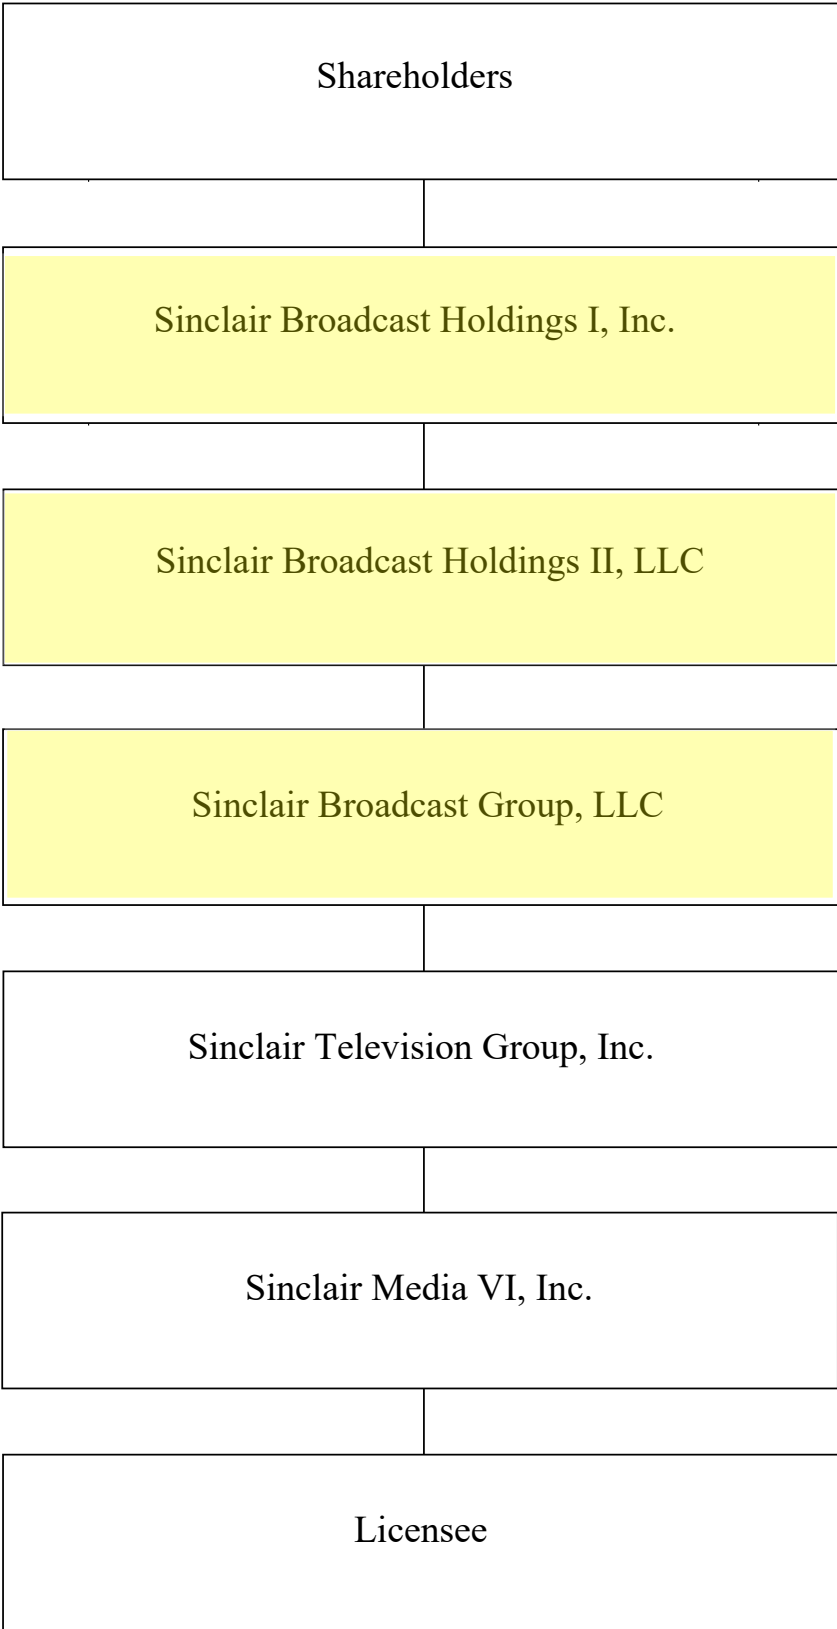 Shareholders
Sinclair Broadcast Holdings I, Inc.
Sinclair Broadcast Holdings II, LLC
Sinclair Broadcast Group, LLC
Sinclair Television Group, Inc.
Sinclair Media VI, Inc.
Licensee